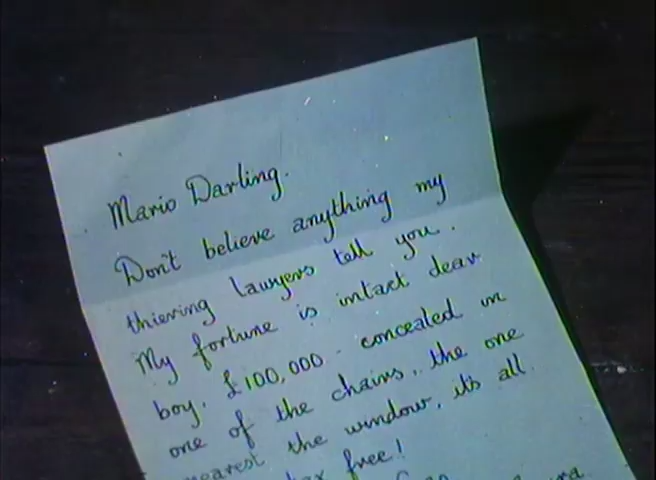 Mario Darling.
Don't believe anything my
thieving lawyers tell you.
My fortune is intact dear
boy. £100,000 - concealed in
one of the chairs.. the one
nearest the window, it's all
free!